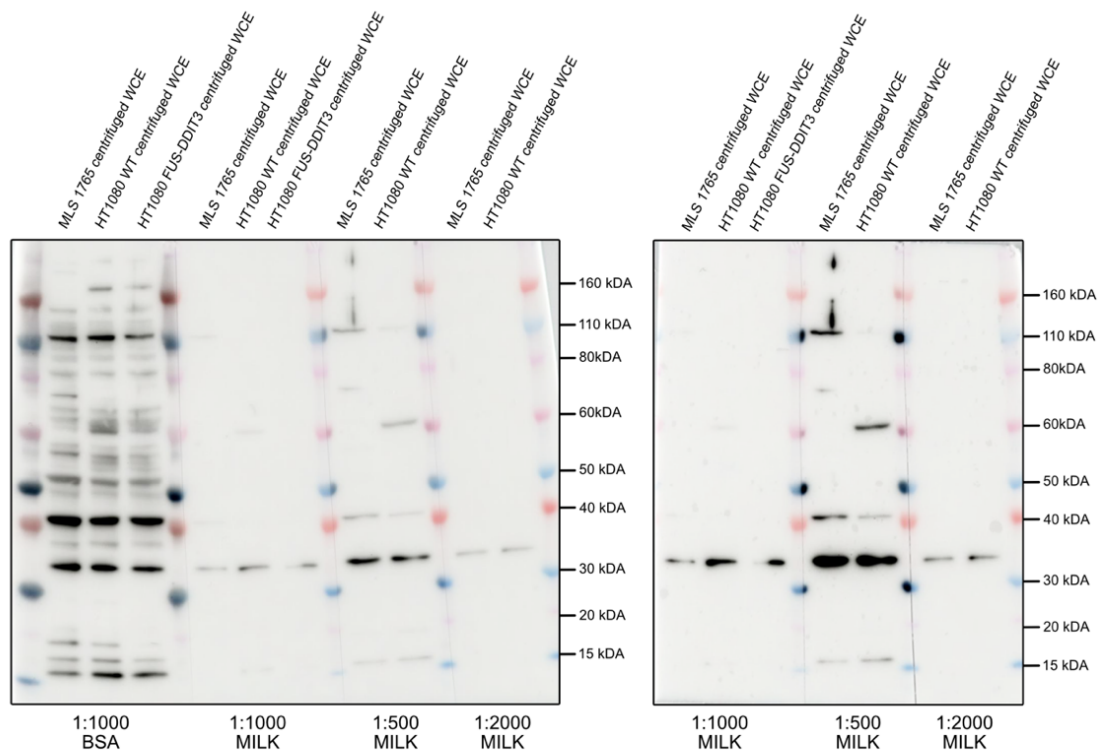 MLS 1765 centrifuged WCE
HT1080 WT centrifuged WCE
HT1080 FUS-DDIT3 centrifuged WCE
MLS 1765 centrifuged WCE
HT1080 WT centrifuged WCE
HT1080 FUS-DDIT3 centrifuged WCE
MLS 1765 centrifuged WCE
HT1080 WT centrifuged WCE
MLS 1765 centrifuged WCE
HT1080 WT centrifuged WCE
160 kDA
110 kDA
80kDA
60kDA
50 kDA
40 kDA
30 kDA
20 kDA
15 kDA
1:1000
BSA
1:1000
MILK
1:500
MILK
1:2000
MILK
MLS 1765 centrifuged WCE
HT1080 WT centrifuged WCE
HT1080 FUS-DDIT3 centrifuged WCE
MLS 1765 centrifuged WCE
HT1080 WT centrifuged WCE
MLS 1765 centrifuged WCE
HT1080 WT centrifuged WCE
160 kDA
110 kDA
80kDA
60kDA
50 kDA
40 kDA
30 kDA
20 kDA
15 kDA
1:1000
MILK
1:500
MILK
1:2000
MILK